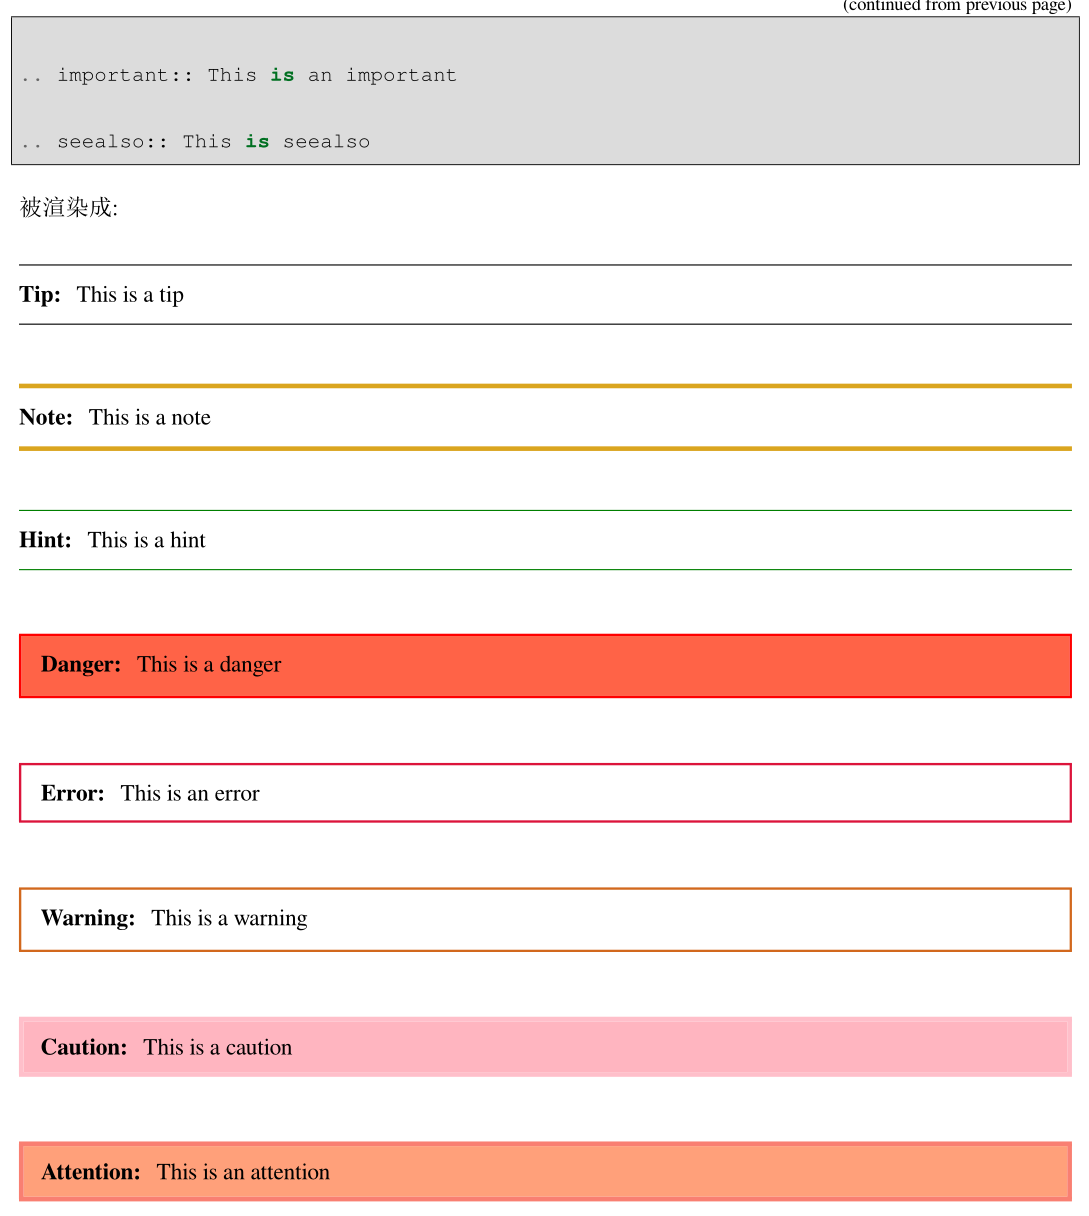 (continued from previous page)
.. important:: This is an important
.. seealso:: This is seealso
被渲染成:
Tip: This is a tip
Note: This is a note
Hint: This is a hint
Danger: This is a danger
Error: This is an error
Warning: This is a warning
Caution: This is a caution
Attention: This is an attention